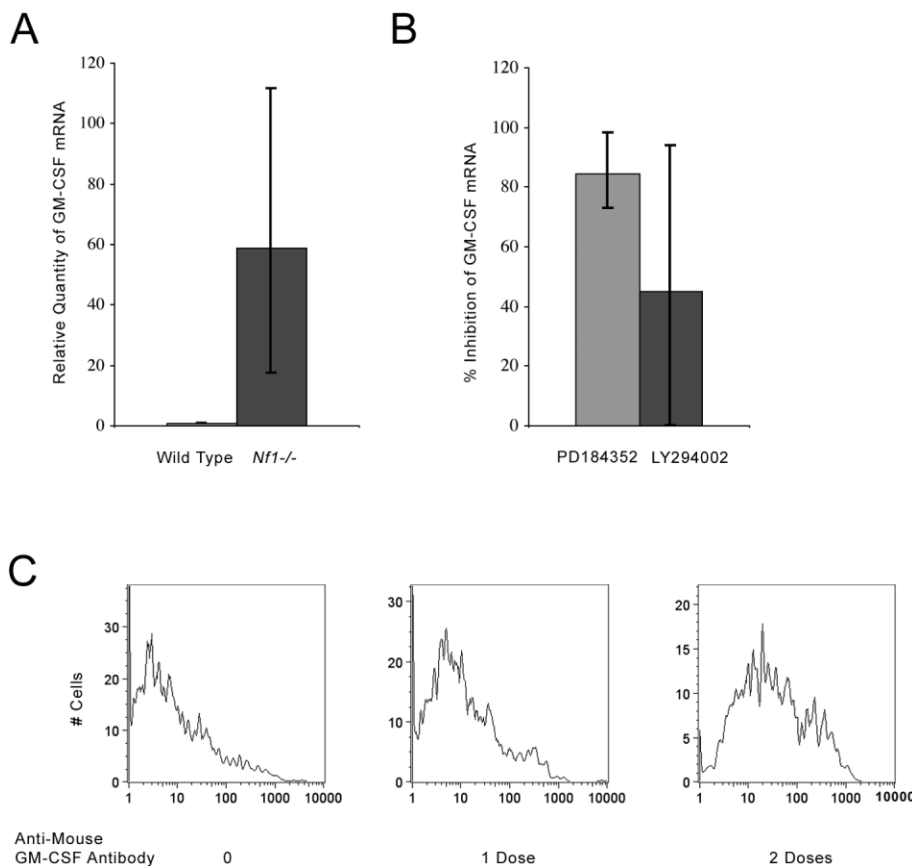 A
Relative Quantity of GM-CSF mRNA
120
100
80
60
40
20
0
Wild Type Nf1-/-
B
% Inhibition of GM-CSF mRNA
120
100
80
60
40
20
0
PD184352 LY294002
C
# Cells
30
20
10
0
1 10 100 1000 10000
30
20
10
0
1 10 100 1000 10000
20
15
10
5
0
1 10 100 1000 10000
Anti-Mouse
GM-CSF Antibody 0 1 Dose 2 Doses